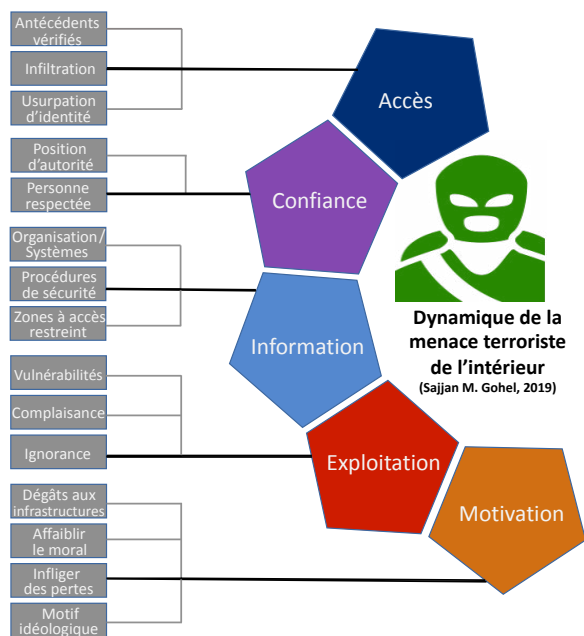 Antécédents
vérifiés
Infiltration
Usurpation
d'identité
Accès
Position
d'autorité
Personne
respectée
Confiance
Organisation/
Systèmes
Procédures
de sécurité
Zones à accès
restreint
Information
Dynamique de la
menace terroriste
de l'intérieur
(Sajjan M. Gohel, 2019)
Vulnérabilités
Complaisance
Ignorance
Exploitation
Dégâts aux
infrastructures
Affaiblir
le moral
Infliger
des pertes
Motif
idéologique
Motivation